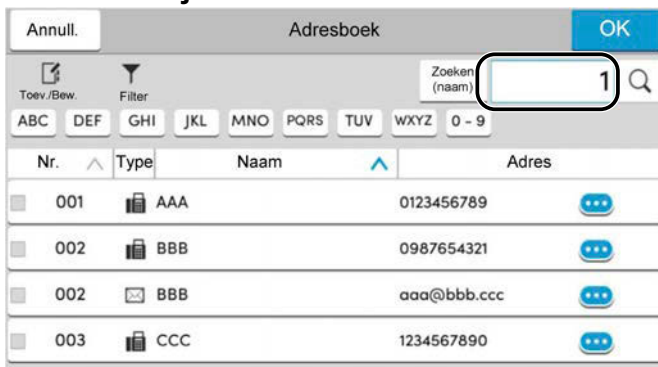 Annull. Adresboek OK
Zoeken
(naam) 1
Toev./Bew. Filter
ABC DEF GHI JKL MNO PQRS TUV WXYZ 0 - 9
Nr. Type Naam Adres
001 AAA 0123456789
002 BBB 0987654321
002 BBB aaa@bbb.ccc
003 CCC 1234567890